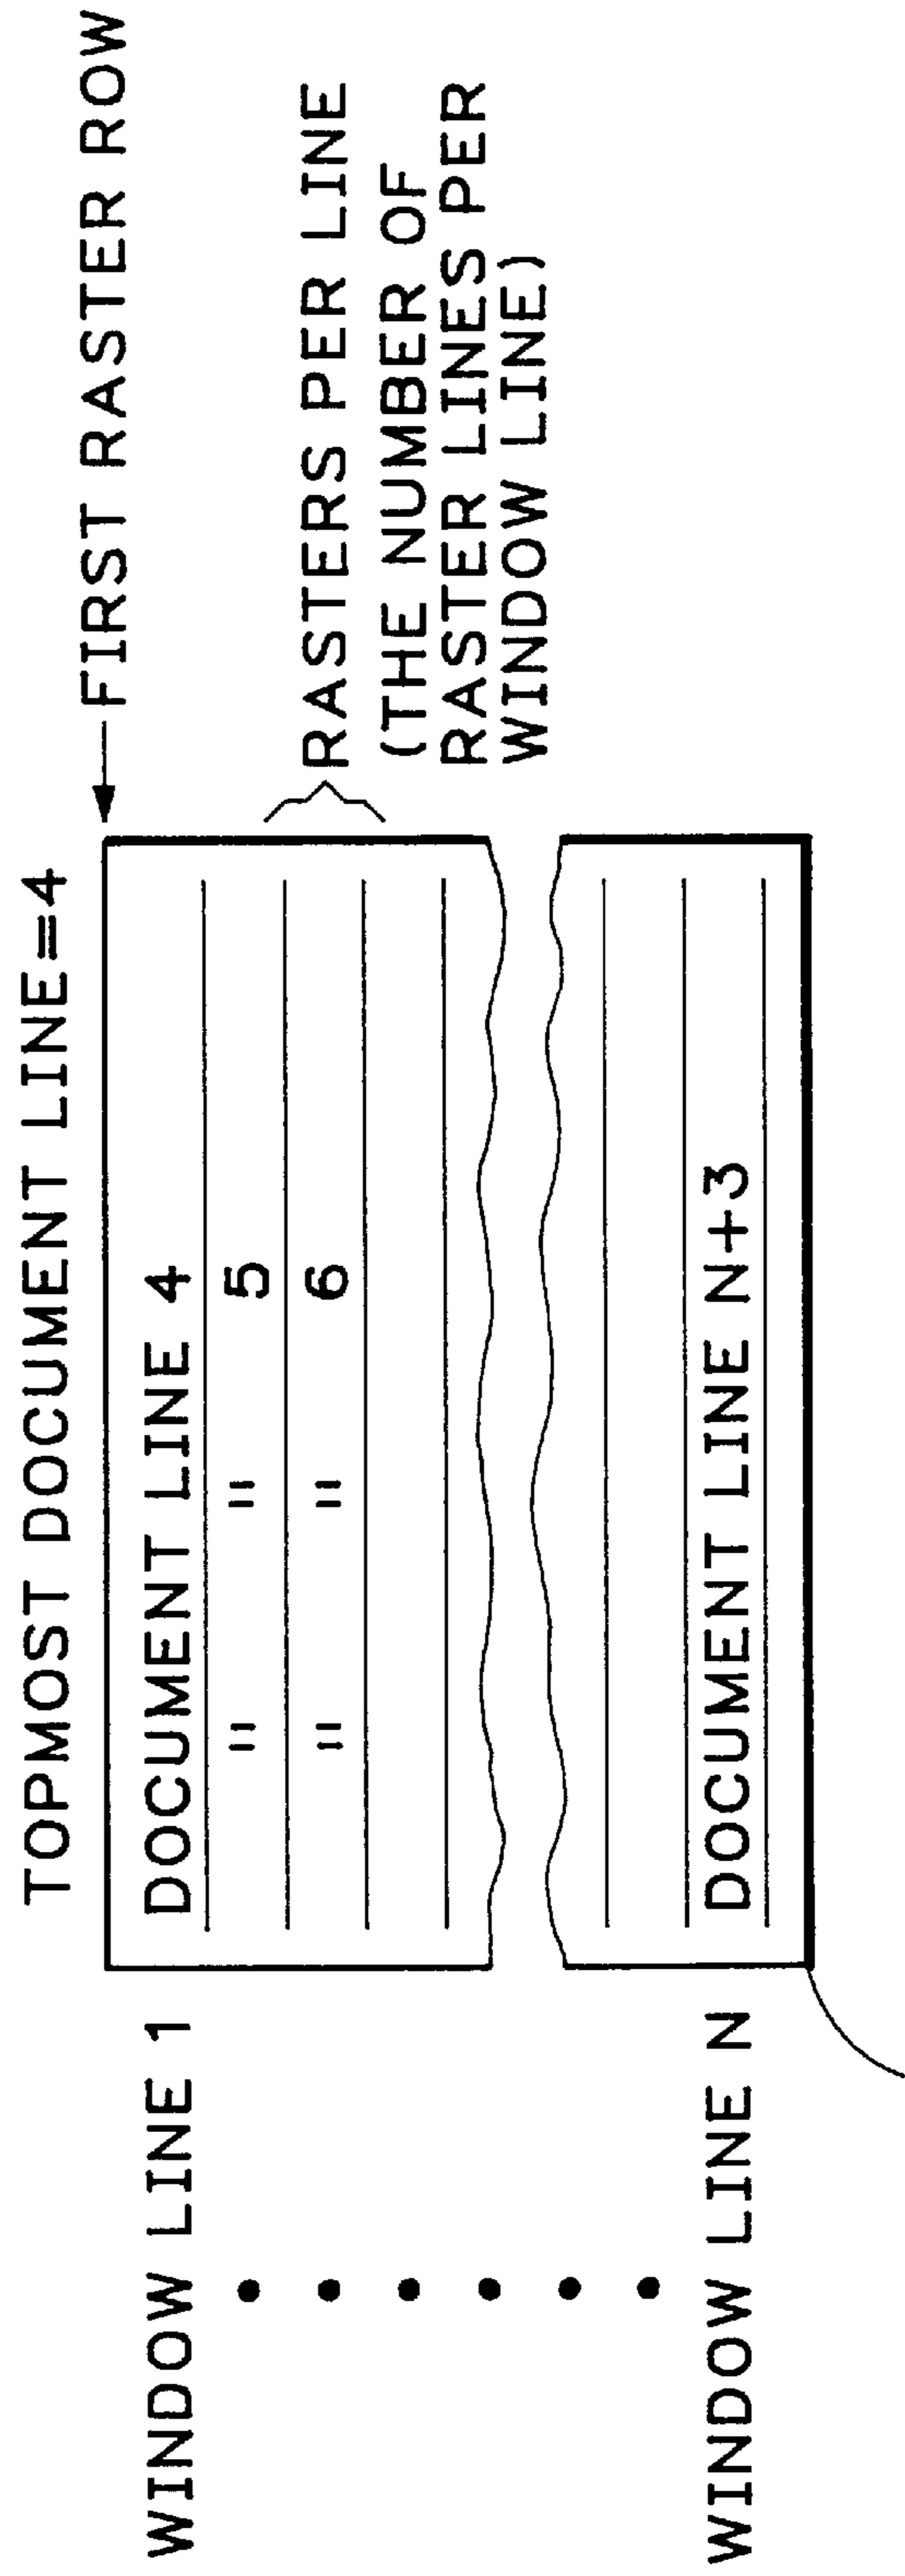 TOPMOST DOCUMENT LINE=4
FIRST RASTER ROW
WINDOW LINE 1
DOCUMENT LINE 4
" " 5
" " 6
RASTERS PER LINE
(THE NUMBER OF
RASTER LINES PER
WINDOW LINE)
WINDOW LINE N
DOCUMENT LINE N+3